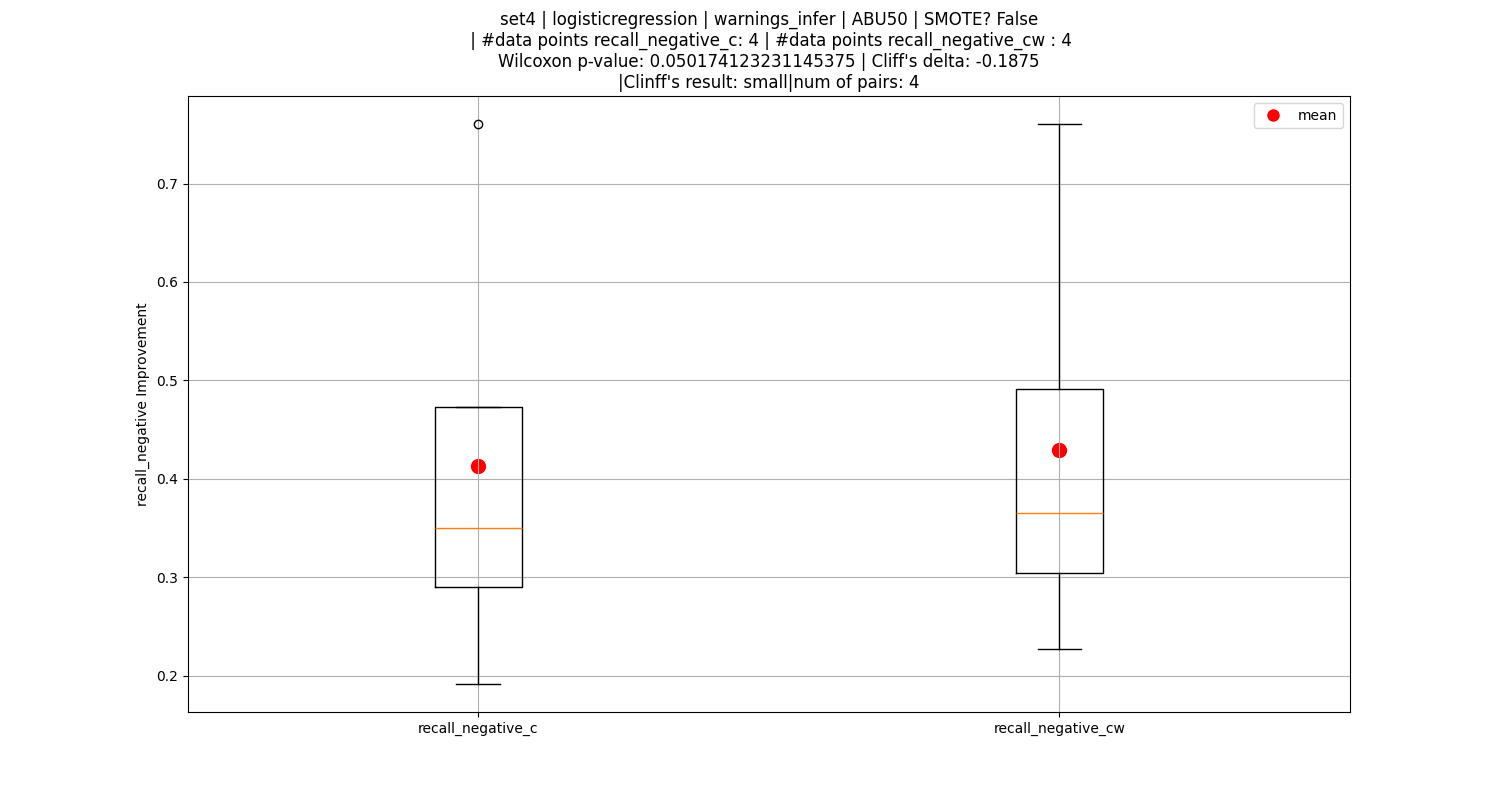 set4 | logisticregression | warnings_infer | ABU50 | SMOTE? False
| #data points recall_negative_c: 4 | #data points recall_negative_cw : 4
Wilcoxon p-value: 0.050174123231145375 | Cliff's delta: -0.1875
|Clinff's result: small|num of pairs: 4
mean
recall_negative Improvement
0.7
0.6
0.5
0.4
0.3
0.2
recall_negative_c
recall_negative_cw